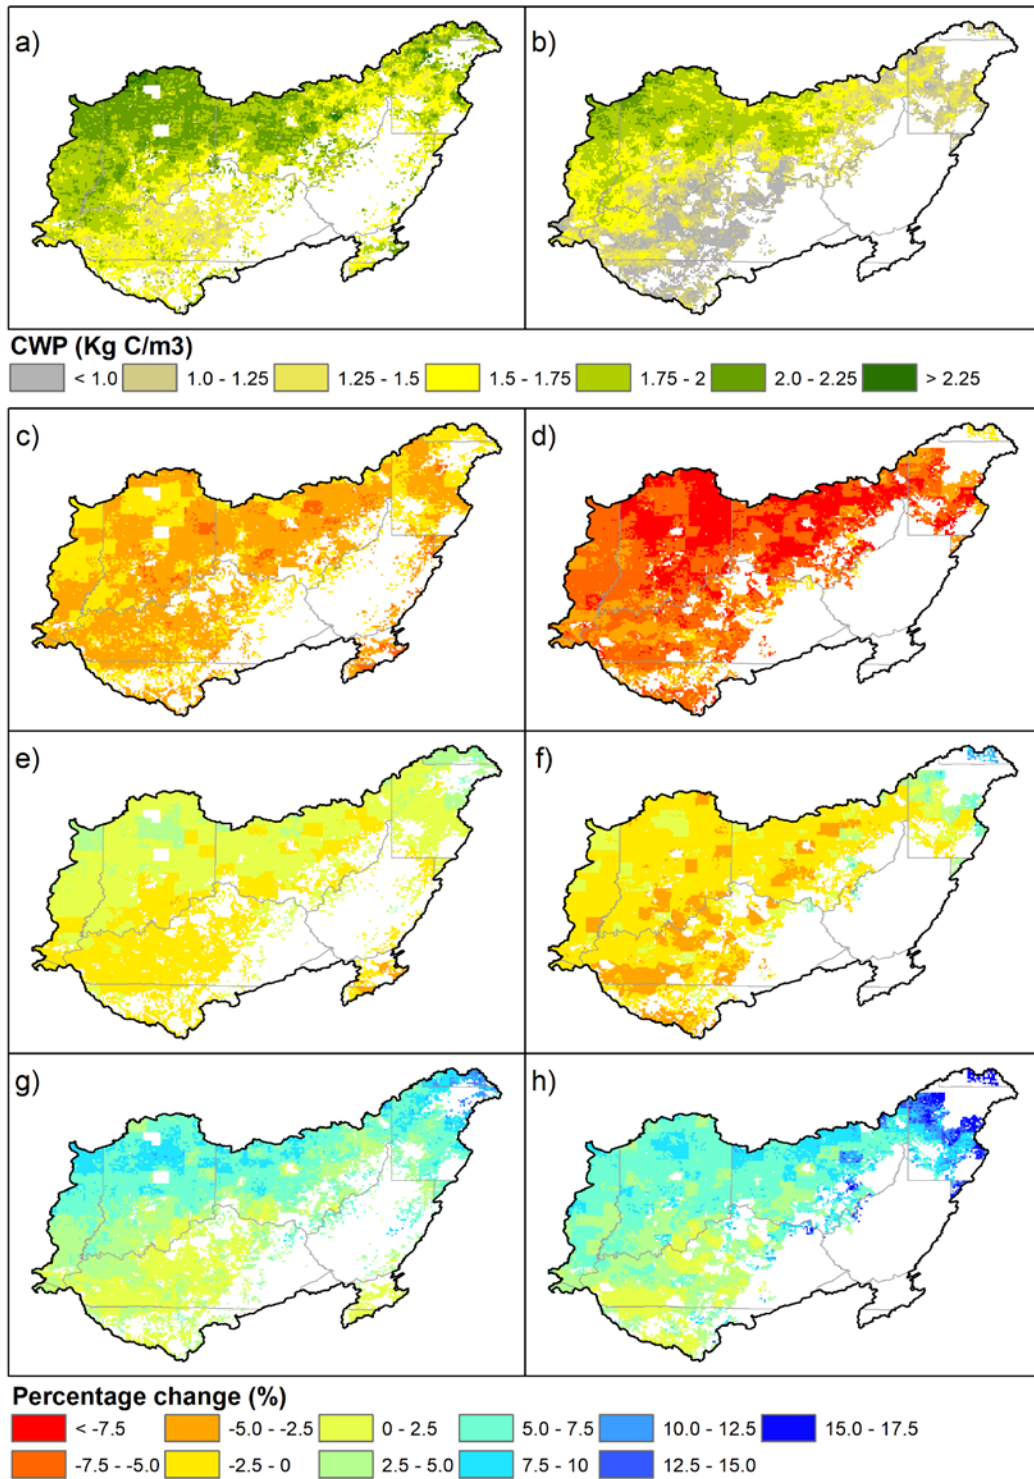 a) b)
CWP (Kg C/m3)
< 1.0 1.0 - 1.25 1.25 - 1.5 1.5 - 1.75 1.75 - 2 2.0 - 2.25 > 2.25
c) d)
e) f)
g) h)
Percentage change (%)
< -7.5 -5.0 - -2.5 0 - 2.5 5.0 - 7.5 10.0 - 12.5 15.0 - 17.5
-7.5 - -5.0 -2.5 - 0 2.5 - 5.0 7.5 - 10 12.5 - 15.0